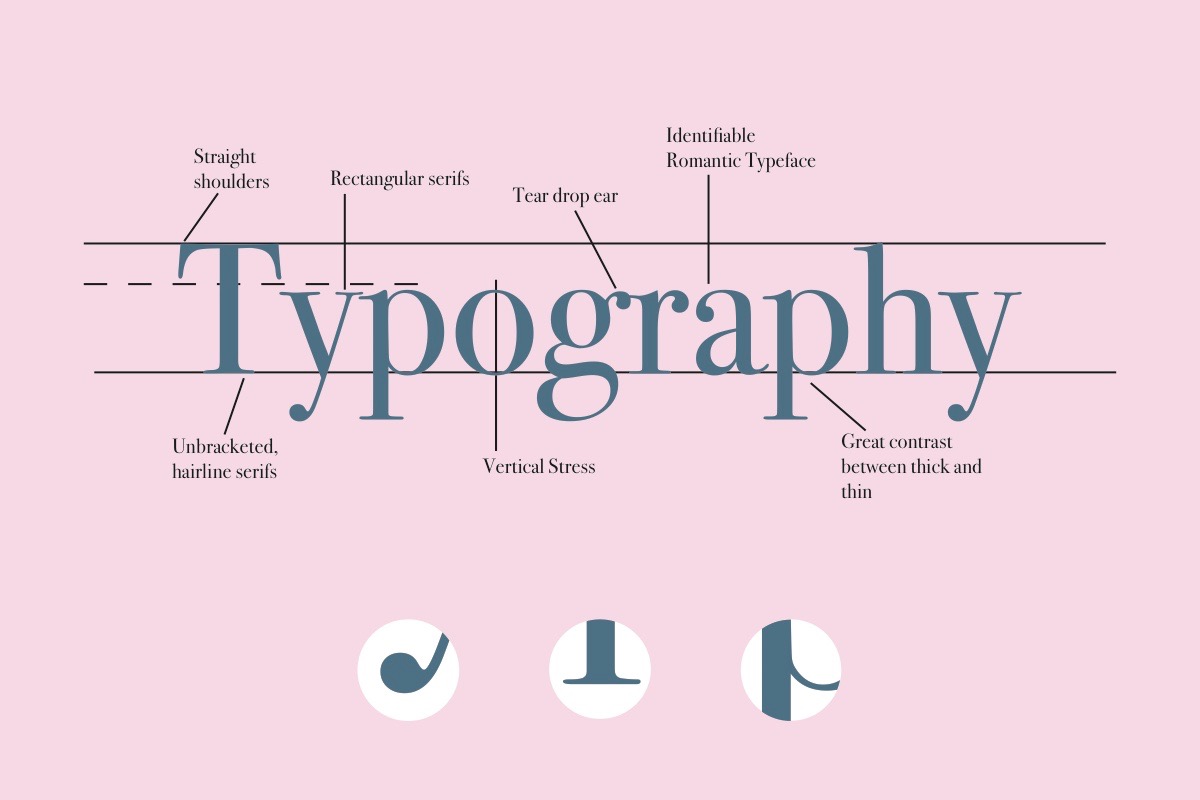 Identifiable
Romantic Typeface
Straight
shoulders
Rectangular serifs
Tear drop ear
Typography
Unbracketed,
hairline serifs
Vertical Stress
Great contrast
between thick and
thin